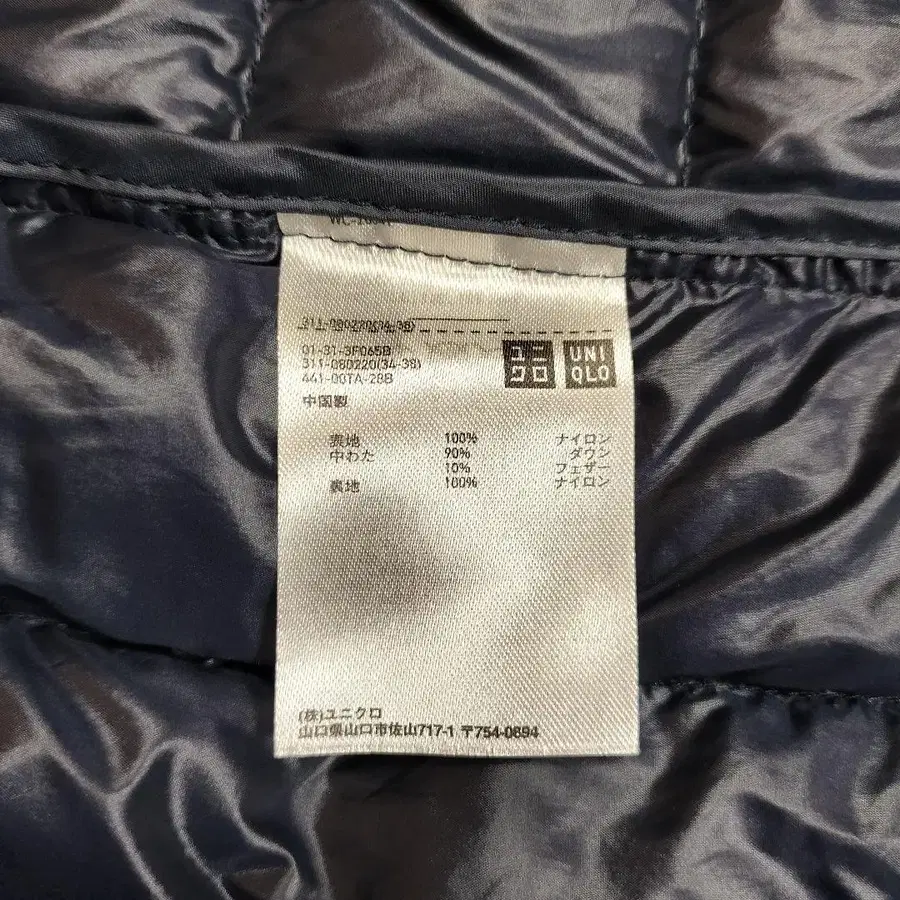 311-080220(34-38)
01-31-3F065B
311-080220(34-38)
441-00TA-28B
中国製
ユニクロ
UNIQLO
表地 100% ナイロン
中わた 90% ダウン
10% フェザー
裏地 100% ナイロン
(株)ユニクロ
山口県山口市佐山717-1 〒754-0894